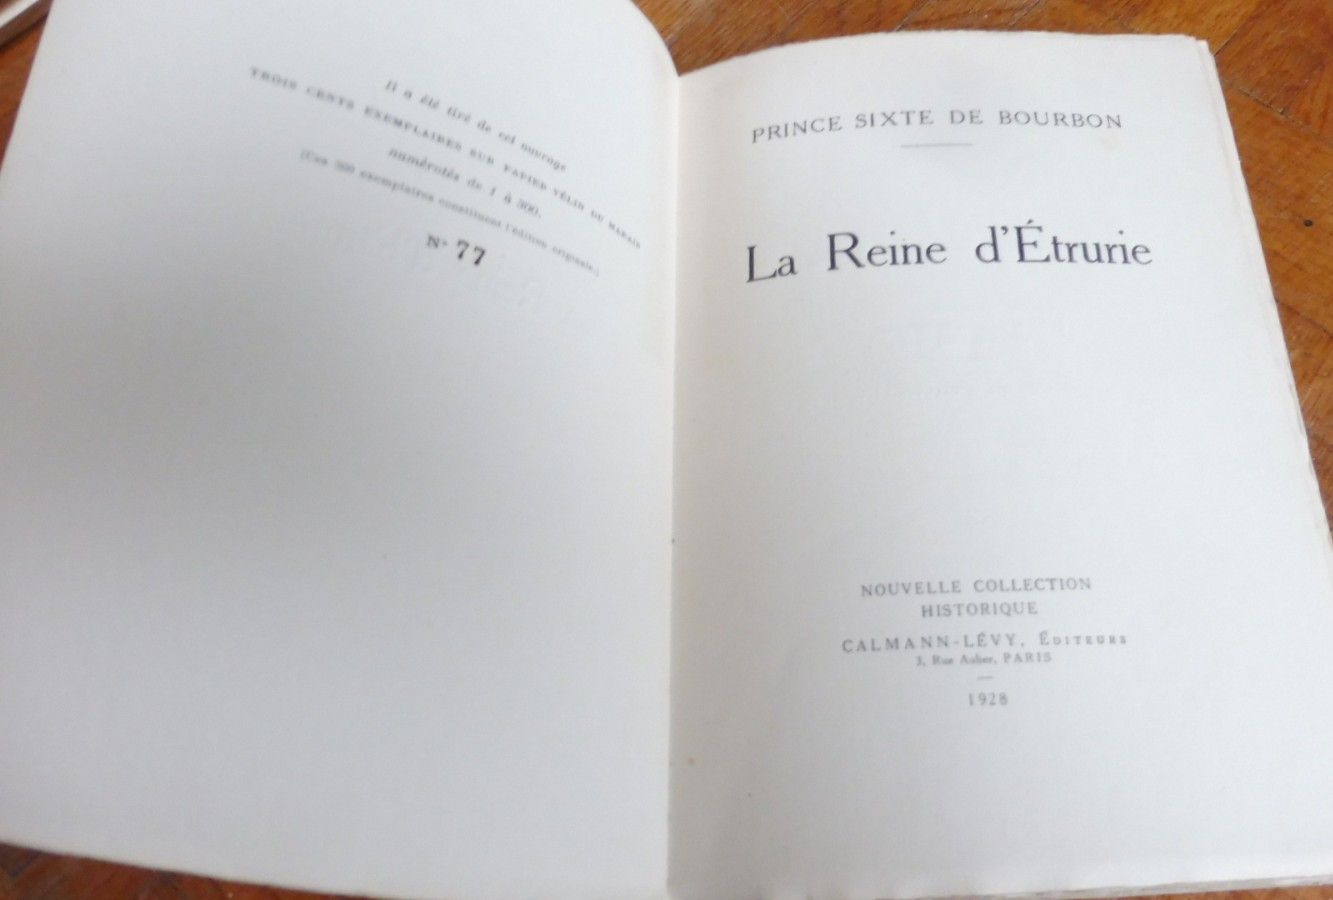 Il a été tiré de cet ouvrage
TROIS CENTS EXEMPLAIRES SUR PAPIER VÉLIN DU MARAIS
numérotés de 1 à 300.
(Ces 300 exemplaires constituent l'édition originale.)
N° 77
PRINCE SIXTE DE BOURBON
La Reine d'Étrurie
NOUVELLE COLLECTION
HISTORIQUE
CALMANN-LÉVY, ÉDITEURS
3, Rue Auber, PARIS
1928